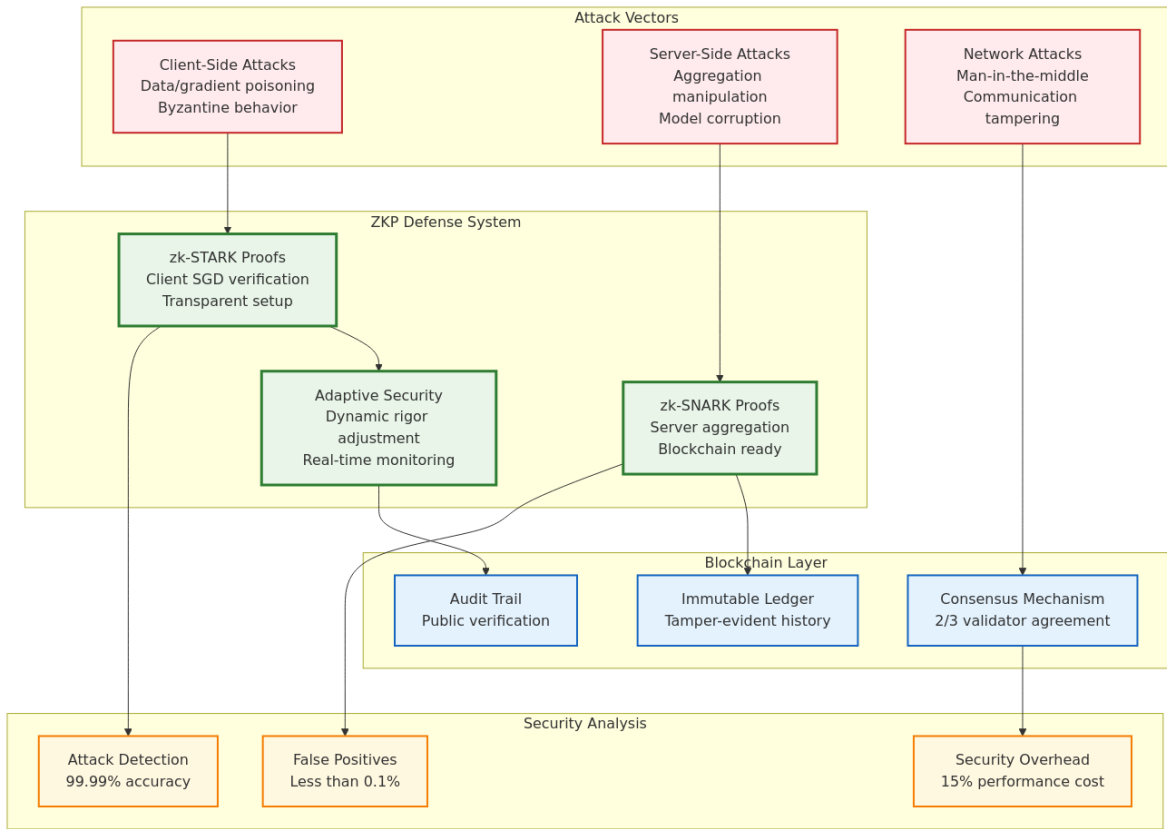 Attack Vectors
Client-Side Attacks
Data/gradient poisoning
Byzantine behavior
Server-Side Attacks
Aggregation
manipulation
Model corruption
Network Attacks
Man-in-the-middle
Communication
tampering
ZKP Defense System
zk-STARK Proofs
Client SGD verification
Transparent setup
Adaptive Security
Dynamic rigor
adjustment
Real-time monitoring
zk-SNARK Proofs
Server aggregation
Blockchain ready
Blockchain Layer
Audit Trail
Public verification
Immutable Ledger
Tamper-evident history
Consensus Mechanism
2/3 validator agreement
Security Analysis
Attack Detection
99.99% accuracy
False Positives
Less than 0.1%
Security Overhead
15% performance cost